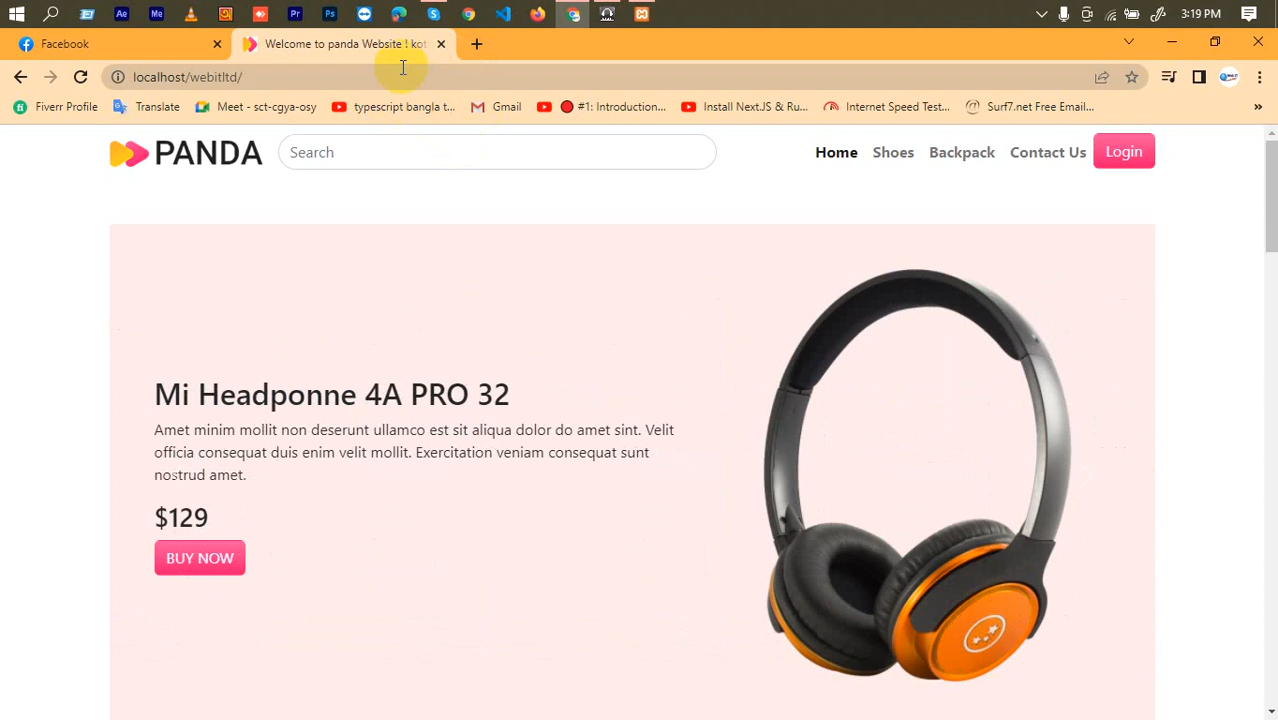 3:19 PM
Facebook
Welcome to panda Website ! kot
localhost/webitltd/
Fiverr Profile
Translate
Meet - sct-cgya-osy
typescript bangla t...
Gmail
#1: Introduction...
Install Next.JS & Ru...
Internet Speed Test...
Surf7.net Free Email...
PANDA
Search
Home
Shoes
Backpack
Contact Us
Login
Mi Headponne 4A PRO 32
Amet minim mollit non deserunt ullamco est sit aliqua dolor do amet sint. Velit
officia consequat duis enim velit mollit. Exercitation veniam consequat sunt
nostrud amet.
$129
BUY NOW